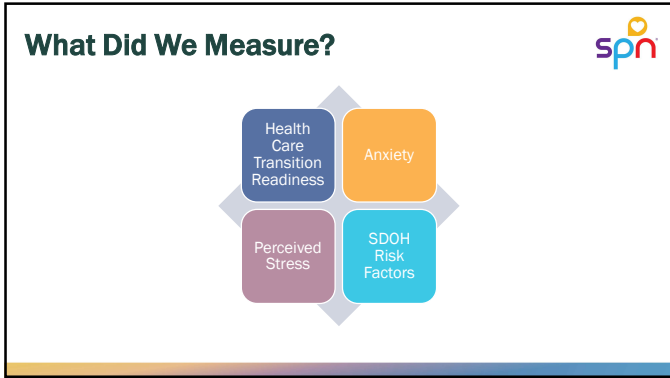 What Did We Measure?
spn
Health
Care
Transition
Readiness
Anxiety
Perceived
Stress
SDOH
Risk
Factors